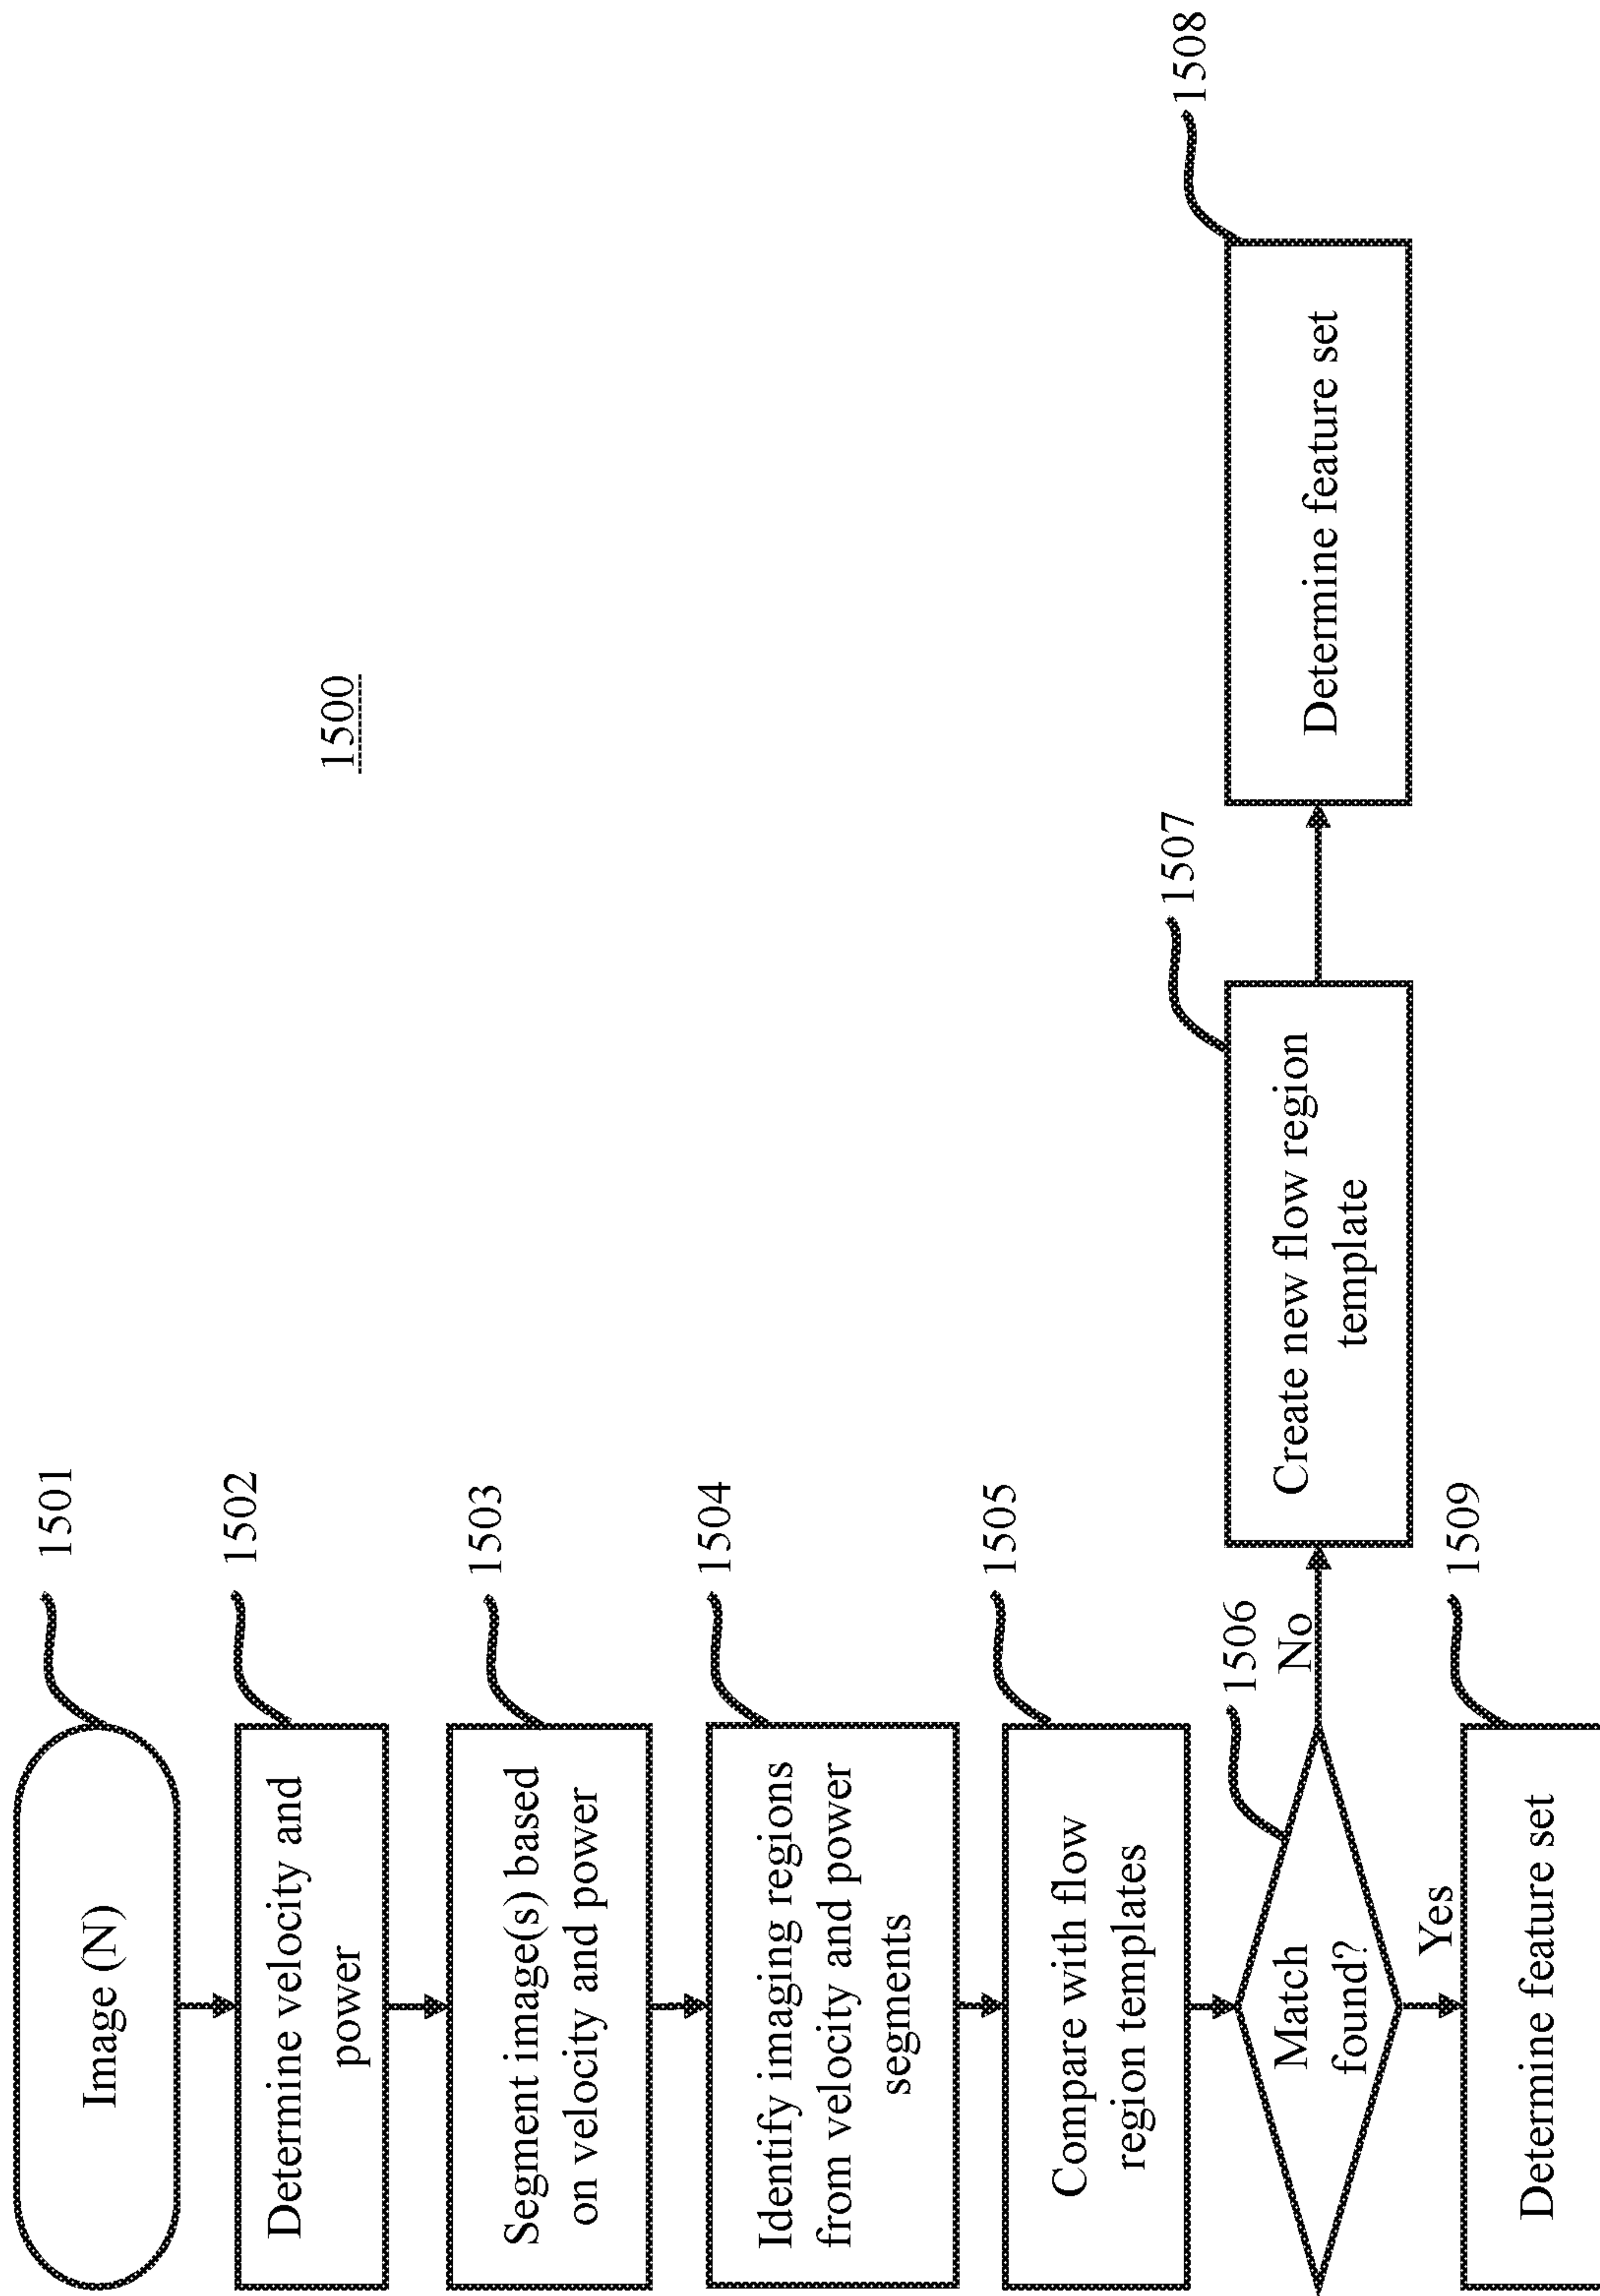 1500
1501
Image (N)
1502
Determine velocity and
power
1503
Segment image(s) based
on velocity and power
1504
Identify imaging regions
from velocity and power
segments
1505
Compare with flow
region templates
1506
Match
found?
No
1507
Create new flow region
template
1508
Determine feature set
Yes
1509
Determine feature set